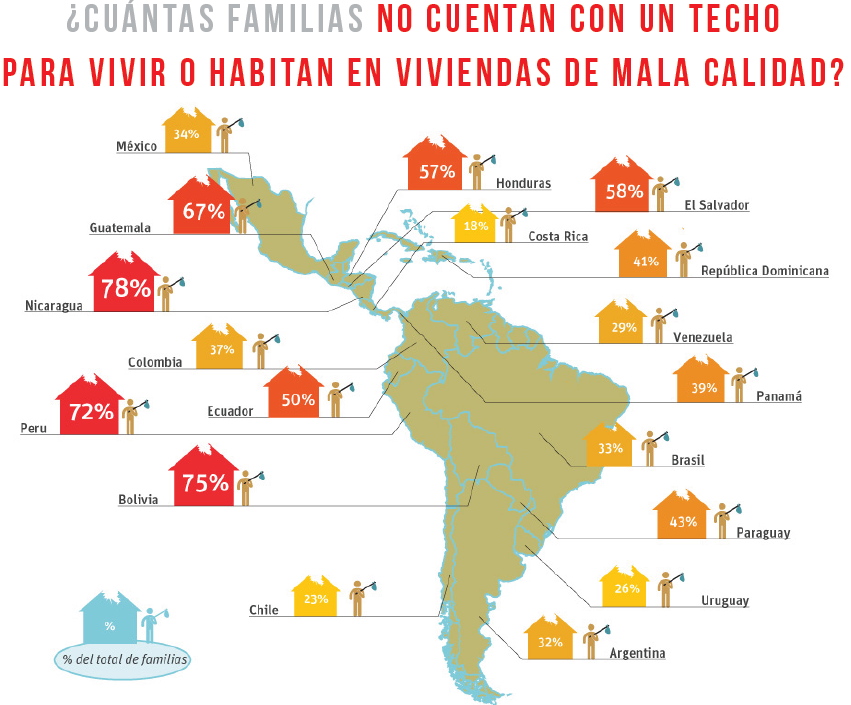 ¿CUÁNTAS FAMILIAS NO CUENTAN CON UN TECHO
PARA VIVIR O HABITAN EN VIVIENDAS DE MALA CALIDAD?
34%
México
57%
Honduras
58%
El Salvador
67%
Guatemala
18%
Costa Rica
41%
República Dominicana
78%
Nicaragua
29%
Venezuela
37%
Colombia
39%
Panamá
50%
Ecuador
72%
Peru
33%
Brasil
75%
Bolivia
43%
Paraguay
26%
Uruguay
23%
Chile
32%
Argentina
%
% del total de familias